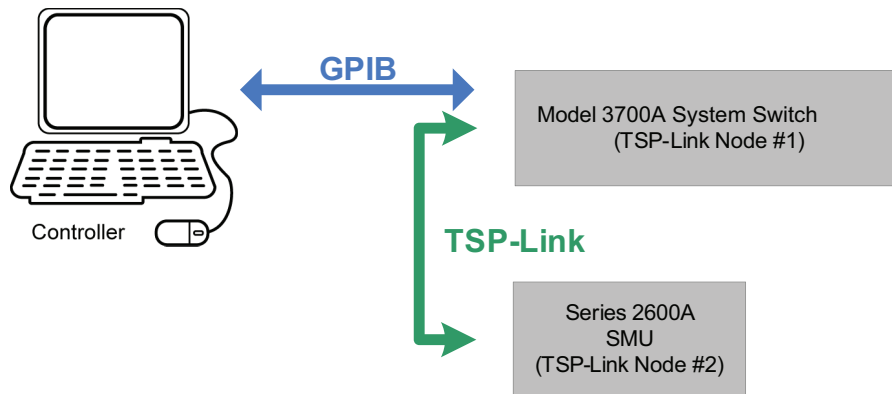 GPIB
Model 3700A System Switch
(TSP-Link Node #1)
Controller
TSP-Link
Series 2600A
SMU
(TSP-Link Node #2)